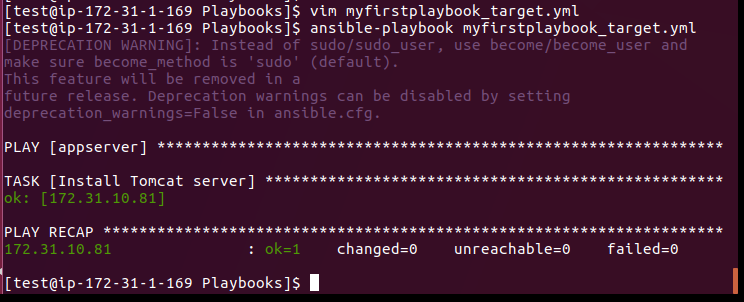 [test@ip-172-31-1-169 Playbooks]$ vim myfirstplaybook_target.yml
[test@ip-172-31-1-169 Playbooks]$ ansible-playbook myfirstplaybook_target.yml
[DEPRECATION WARNING]: Instead of sudo/sudo_user, use become/become_user and
make sure become_method is 'sudo' (default).
This feature will be removed in a
future release. Deprecation warnings can be disabled by setting
deprecation_warnings=False in ansible.cfg.
PLAY [appserver] ***************************************************************
TASK [Install Tomcat server] ***************************************************
ok: [172.31.10.81]
PLAY RECAP *********************************************************************
172.31.10.81               : ok=1    changed=0    unreachable=0    failed=0
[test@ip-172-31-1-169 Playbooks]$